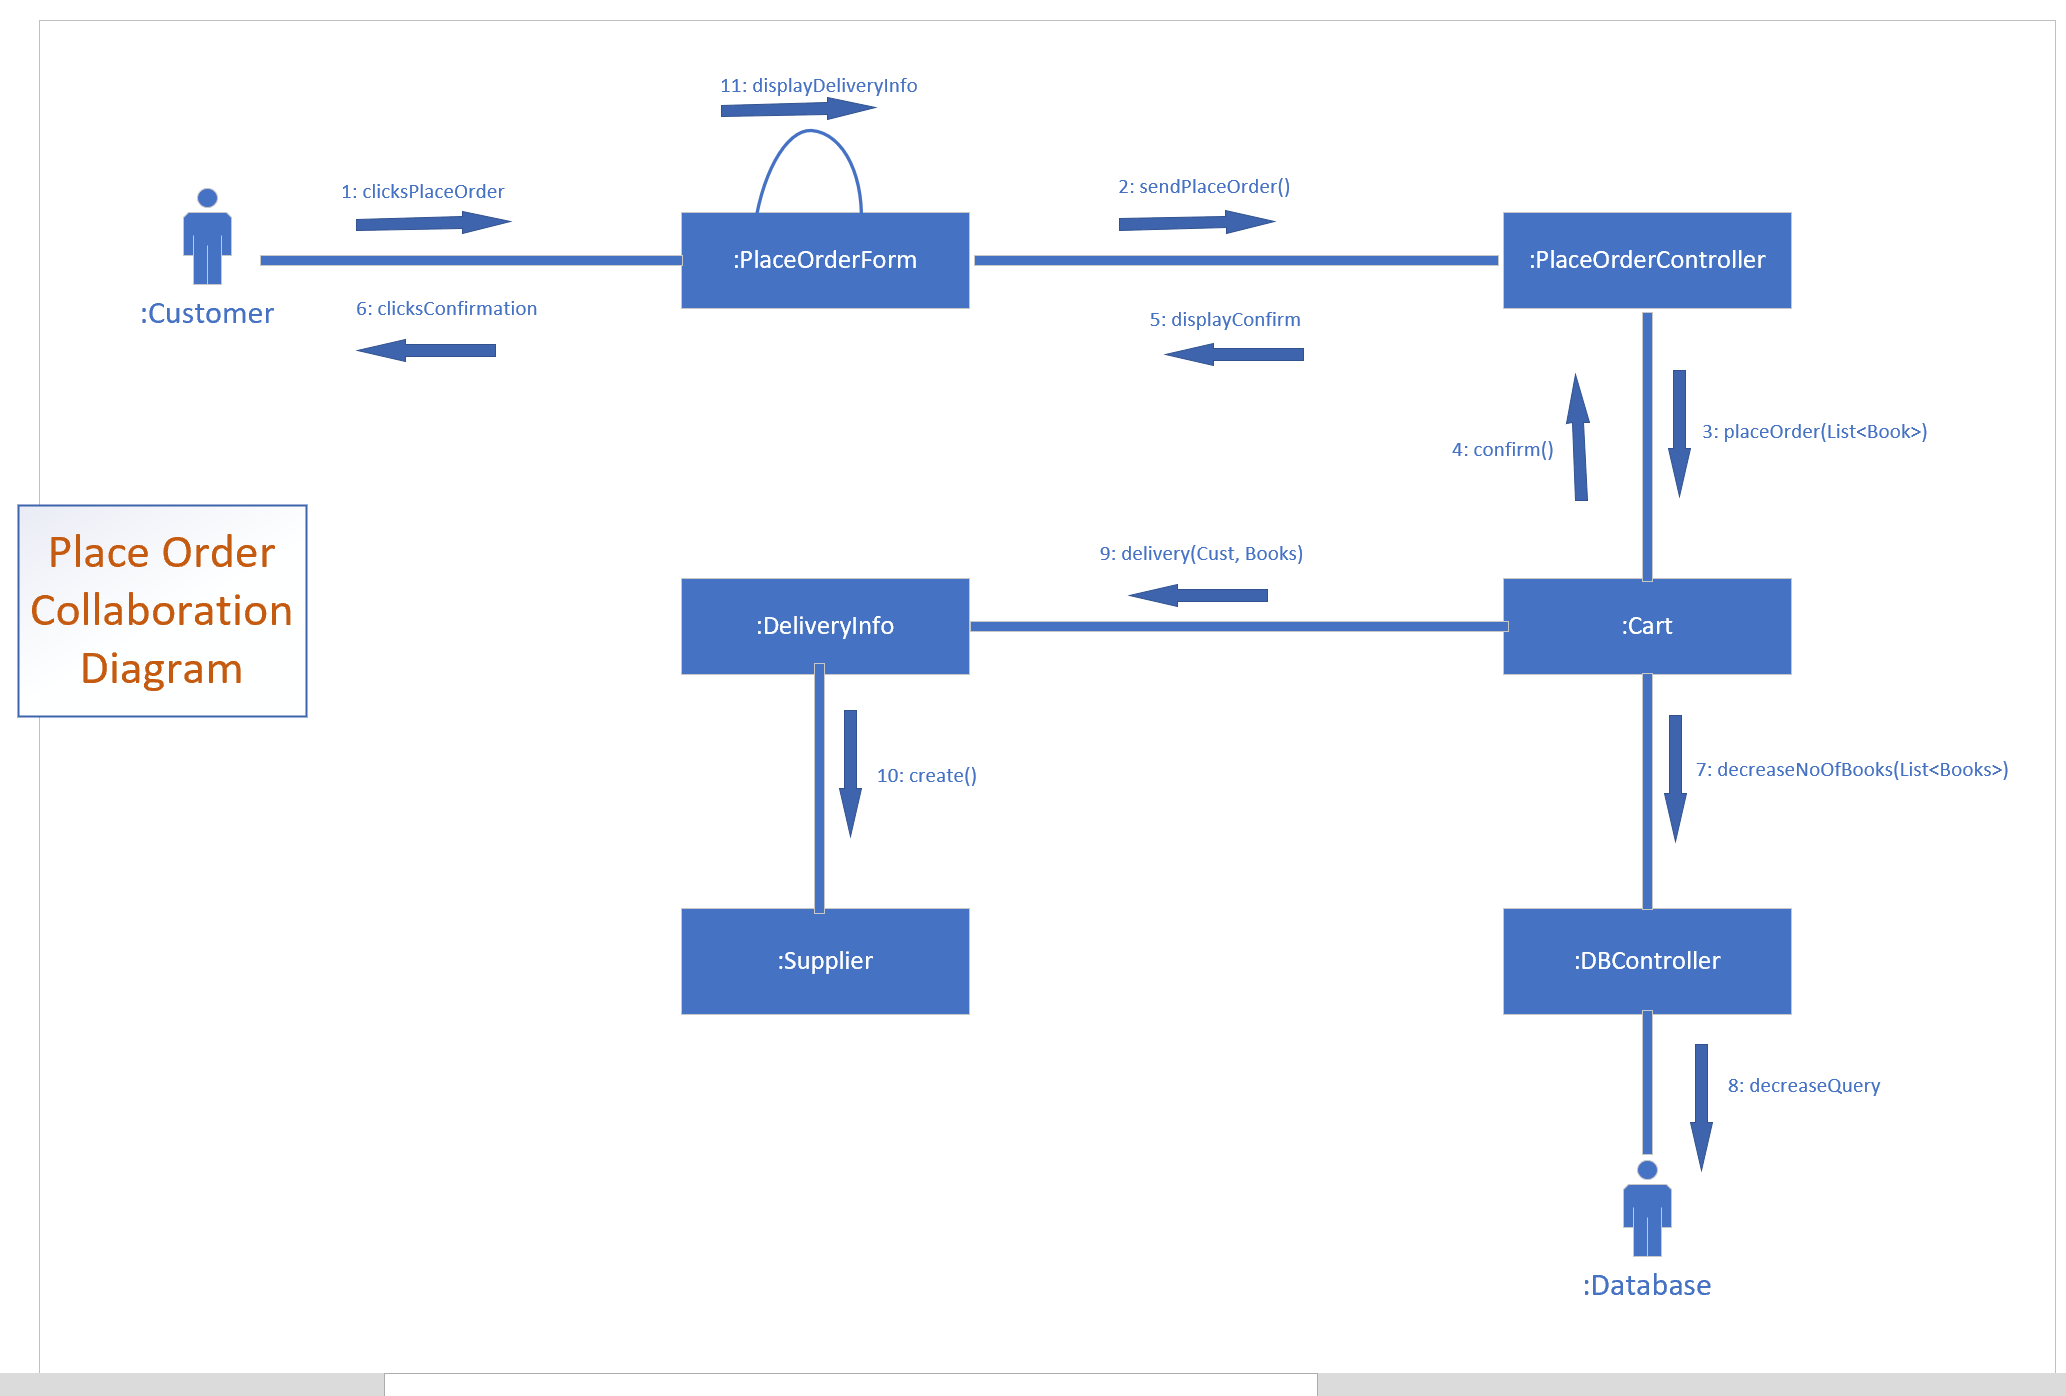 11: displayDeliveryInfo
1: clicksPlaceOrder
2: sendPlaceOrder()
:PlaceOrderForm
:PlaceOrderController
:Customer
6: clicksConfirmation
5: displayConfirm
3: placeOrder(List<Book>)
4: confirm()
Place Order
Collaboration
Diagram
9: delivery(Cust, Books)
:DeliveryInfo
:Cart
10: create()
7: decreaseNoOfBooks(List<Books>)
:Supplier
:DBController
8: decreaseQuery
:Database